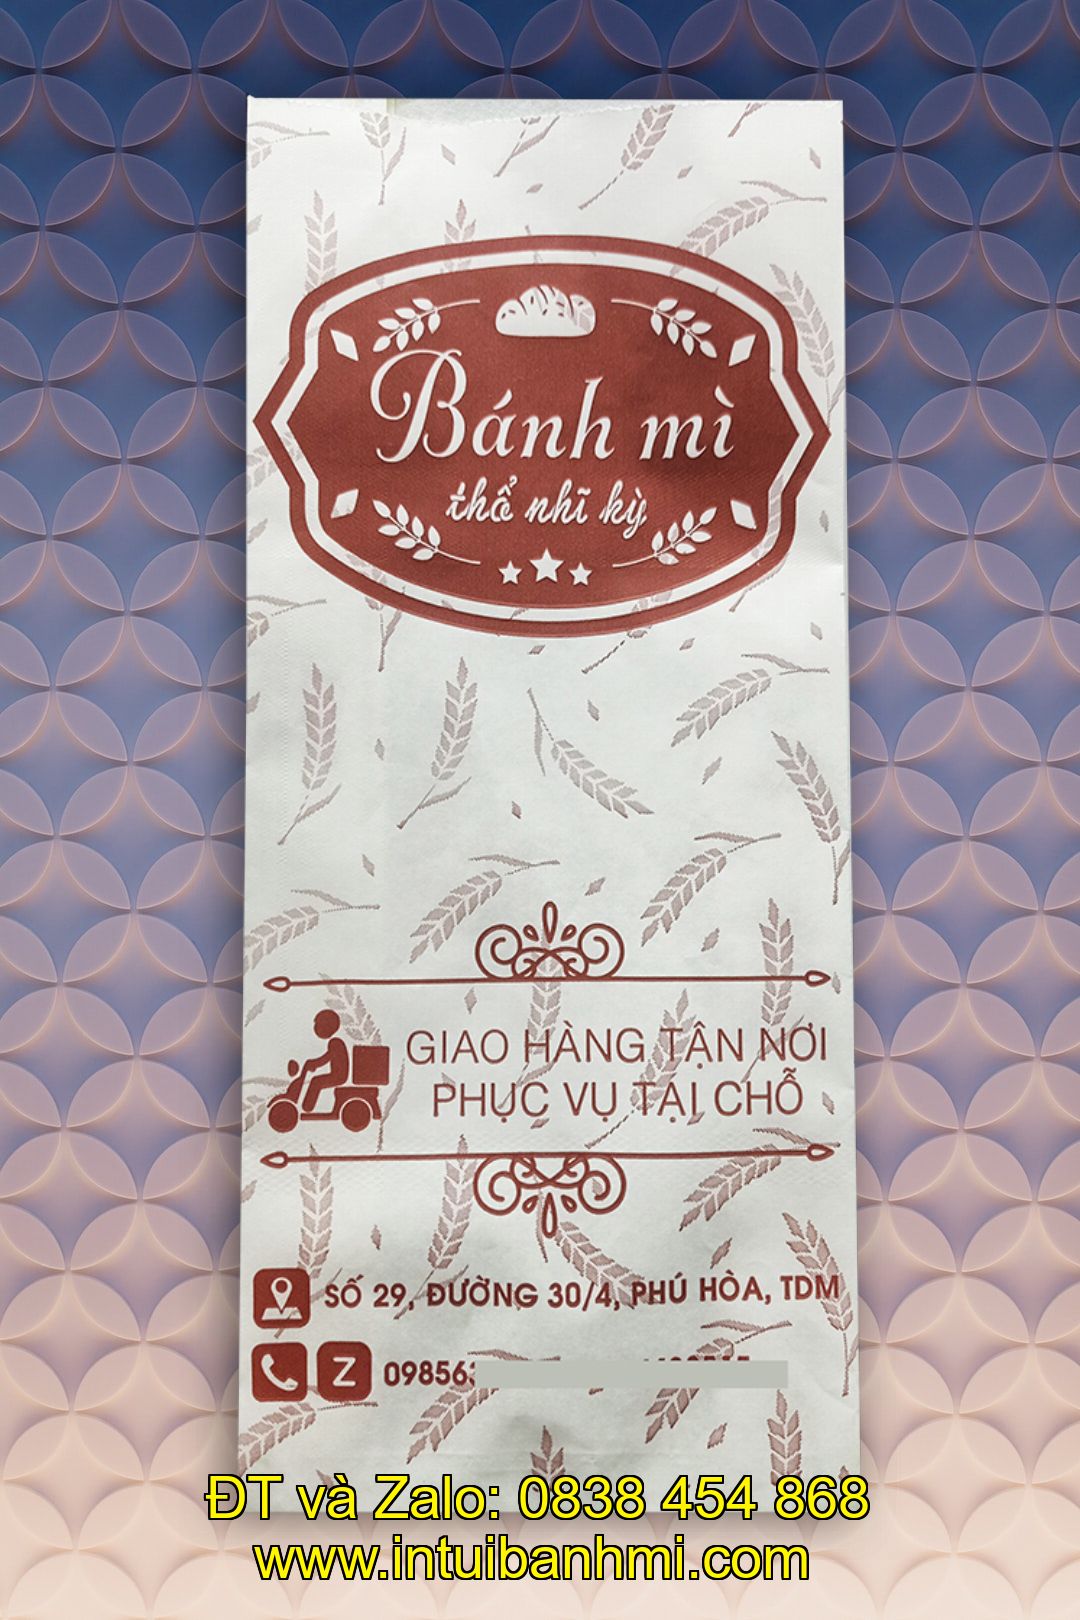 Bánh mì
thổ nhĩ kỳ
GIAO HÀNG TẬN NƠI
PHỤC VỤ TẠI CHỖ
SỐ 29, ĐƯỜNG 30/4, PHÚ HÒA, TDM
Z
ĐT và Zalo: 0838 454 868
www.intuibanhmi.com